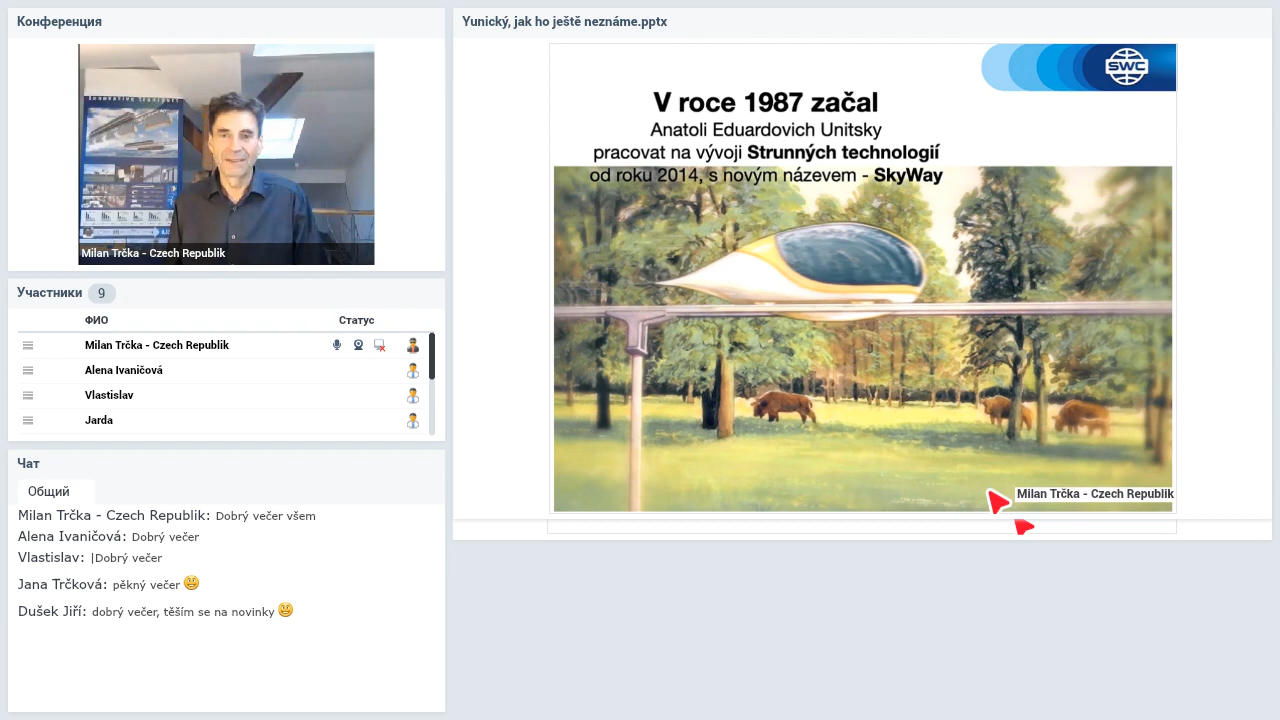 Конференция
Innovative transport
Milan Trčka - Czech Republik
Участники 9
ФИО Статус
Milan Trčka - Czech Republik
Alena Ivaničová
Vlastislav
Jarda
Чат
Общий
Milan Trčka - Czech Republik: Dobrý večer všem
Alena Ivaničová: Dobrý večer
Vlastislav: |Dobrý večer
Jana Trčková: pěkný večer
Dušek Jiří: dobrý večer, těším se na novinky
Yunický, jak ho ještě neznáme.pptx
SWC
V roce 1987 začal
Anatoli Eduardovich Unitsky
pracovat na vývoji Strunných technologií
od roku 2014, s novým názevem - SkyWay
Milan Trčka - Czech Republik